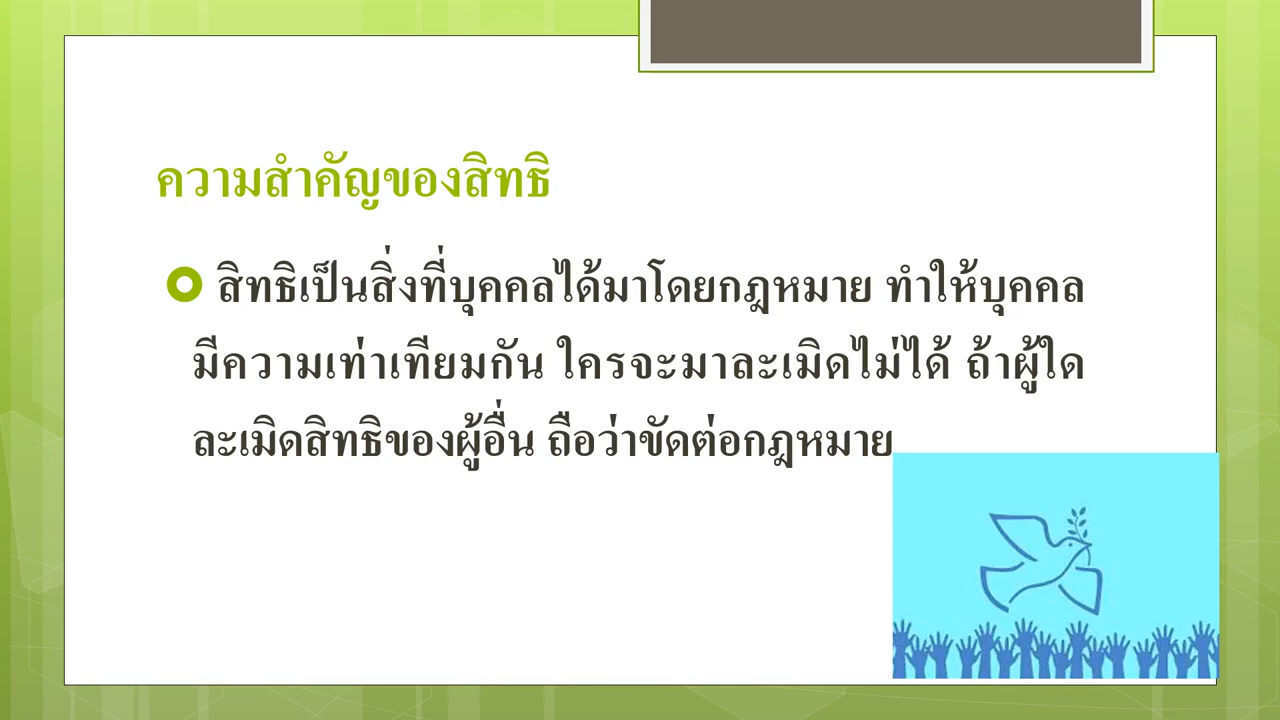 ความสำคัญของสิทธิ
สิทธิเป็นสิ่งที่บุคคลได้มาโดยกฎหมาย ทำให้บุคคล
มีความเท่าเทียมกัน ใครจะมาละเมิดไม่ได้ ถ้าผู้ใด
ละเมิดสิทธิของผู้อื่น ถือว่าขัดต่อกฎหมาย